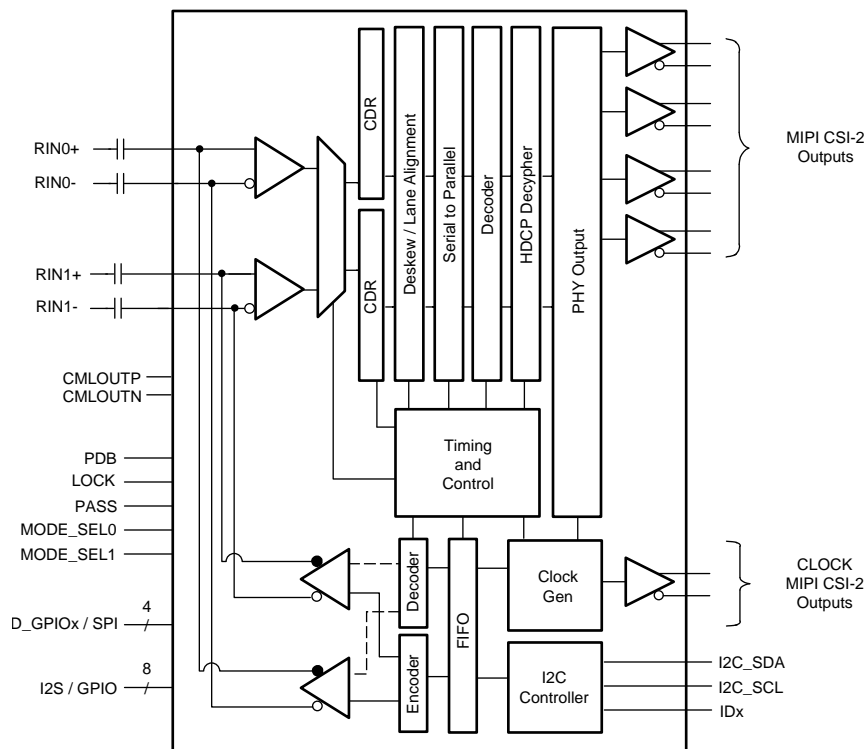 RIN0+
RIN0-
RIN1+
RIN1-
CMLOUTP
CMLOUTN
PDB
LOCK
PASS
MODE_SEL0
MODE_SEL1
4
D_GPIOx / SPI
8
I2S / GPIO
CDR
CDR
Deskew / Lane Alignment
Serial to Parallel
Decoder
HDCP Decypher
PHY Output
Timing
and
Control
Decoder
Encoder
FIFO
Clock
Gen
I2C
Controller
MIPI CSI-2
Outputs
CLOCK
MIPI CSI-2
Outputs
I2C_SDA
I2C_SCL
IDx